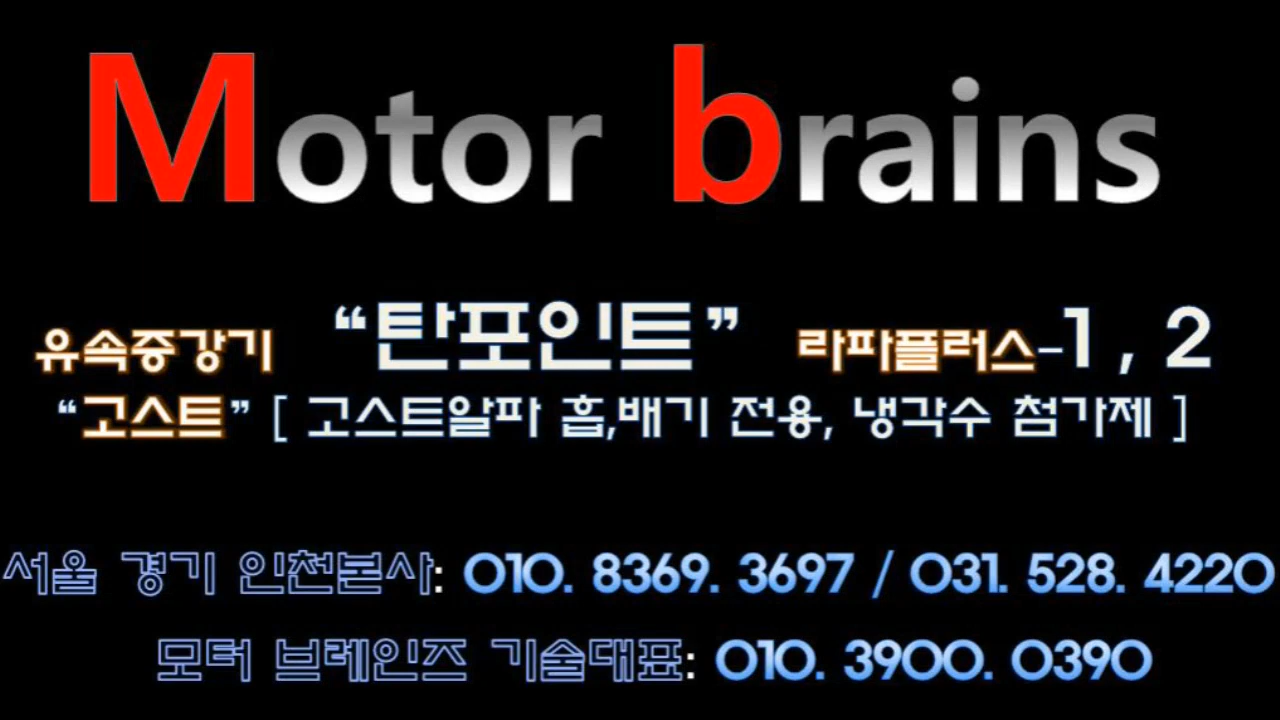 Motor brains
유속증강기 “탄포인트” 라파플러스-1 , 2
“고스트” [ 고스트알파 흡,배기 전용, 냉각수 첨가제 ]
서울 경기 인천본사: 010. 8369. 3697 / 031. 528. 4220
모터 브레인즈 기술대표: 010. 3900. 0390